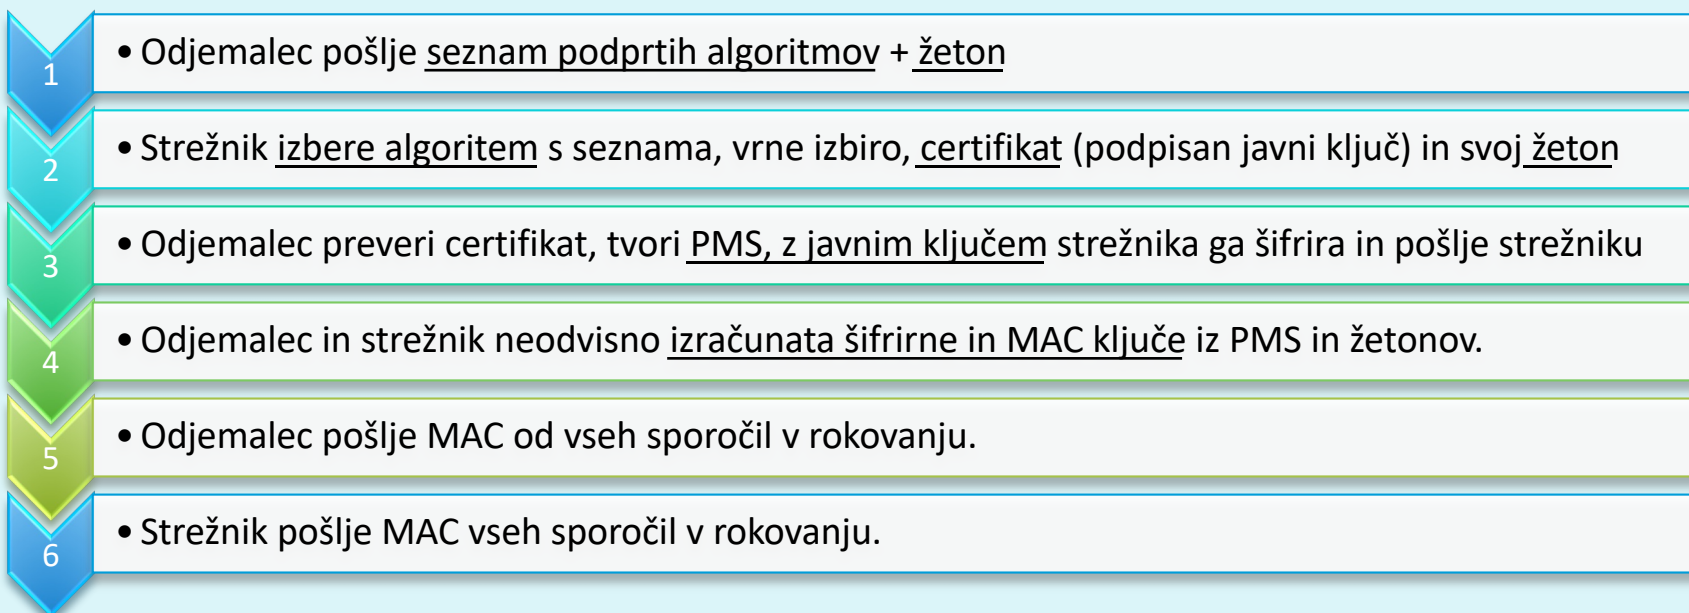 1
• Odjemalec pošlje seznam podprtih algoritmov + žeton
2
• Strežnik izbere algoritem s seznama, vrne izbiro, certifikat (podpisan javni ključ) in svoj žeton
3
• Odjemalec preveri certifikat, tvori PMS, z javnim ključem strežnika ga šifrira in pošlje strežniku
4
• Odjemalec in strežnik neodvisno izračunata šifrirne in MAC ključe iz PMS in žetonov.
5
• Odjemalec pošlje MAC od vseh sporočil v rokovanju.
6
• Strežnik pošlje MAC vseh sporočil v rokovanju.